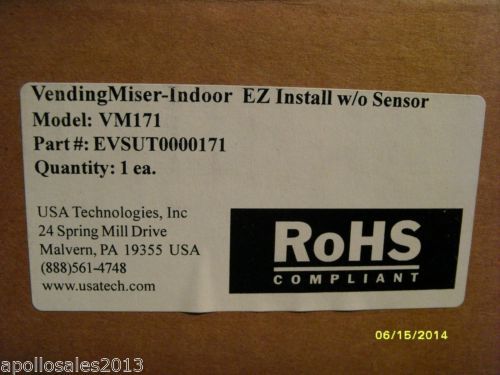 VendingMiser-Indoor EZ Install w/o Sensor
Model: VM171
Part #: EVSUT0000171
Quantity: 1 ea.
USA Technologies, Inc
24 Spring Mill Drive
Malvern, PA 19355 USA
(888)561-4748
www.usatech.com
RoHS
COMPLIANT
06/15/2014
apollosales2013
apollosales2013